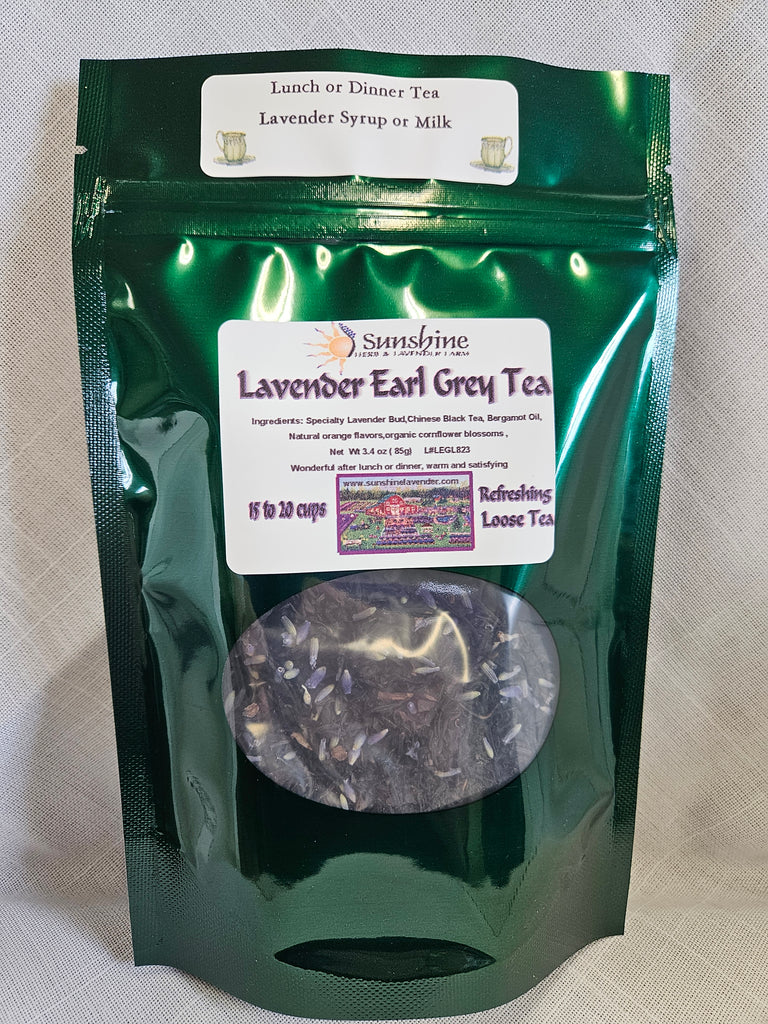 Lunch or Dinner Tea
Lavender Syrup or Milk
Sunshine
HERB & LAVENDER FARM
Lavender Earl Grey Tea
Ingredients: Specialty Lavender Bud,Chinese Black Tea, Bergamot Oil,
Natural orange flavors,organic cornflower blossoms ,
Net Wt 3.4 oz ( 85g) L#LEGL823
Wonderful after lunch or dinner, warm and satisfying
www.sunshinelavender.com
15 to 20 cups
Refreshing
Loose Tea